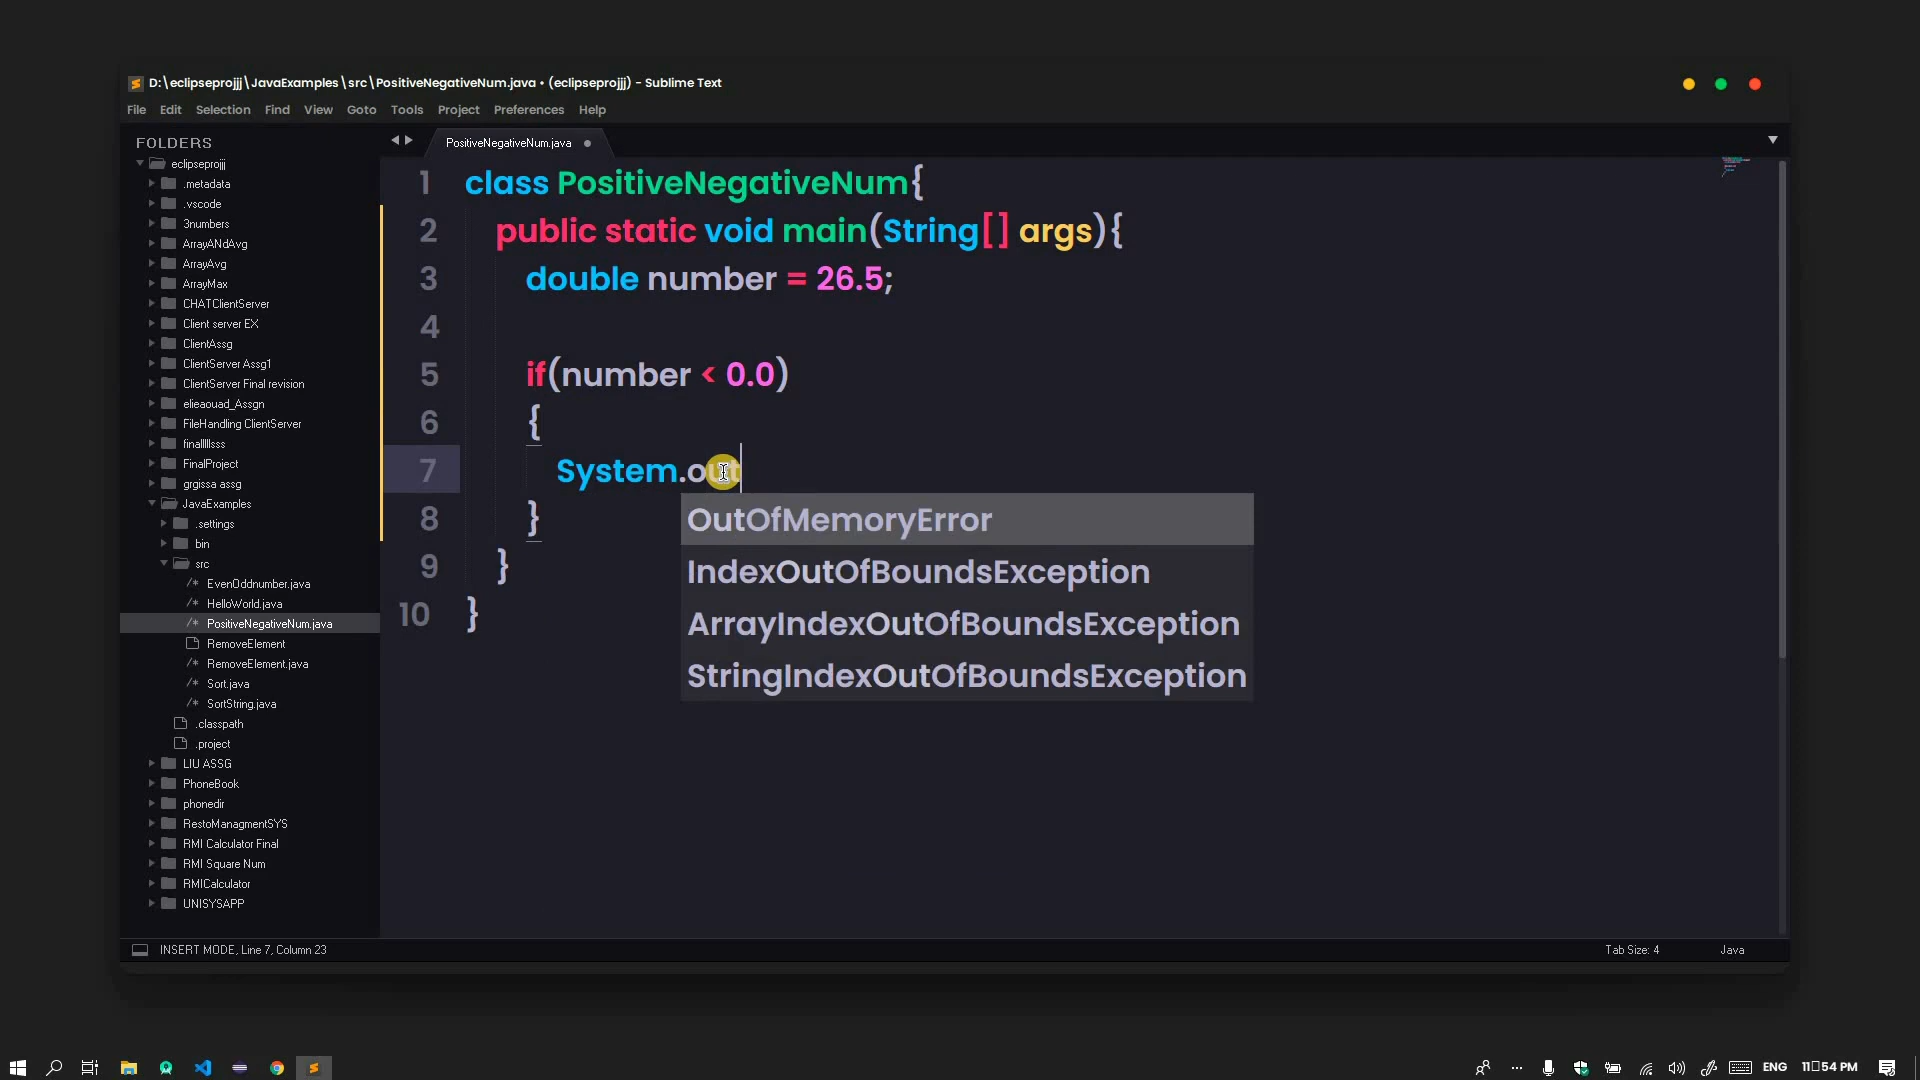 D:\eclipseprojjj\JavaExamples\src\PositiveNegativeNum.java • (eclipseprojjj) - Sublime Text
File Edit Selection Find View Goto Tools Project Preferences Help
FOLDERS
eclipseprojjj
.metadata
.vscode
3numbers
ArrayANdAvg
ArrayAvg
ArrayMax
CHATClientServer
Client server EX
ClientAssg
ClientServer Assg1
ClientServer Final revision
elieaouad_Assgn
FileHandling ClientServer
finalllllsss
FinalProject
grgissa assg
JavaExamples
.settings
bin
src
/* EvenOddnumber.java
/* HelloWorld.java
/* PositiveNegativeNum.java
RemoveElement
/* RemoveElement.java
/* Sort.java
/* SortString.java
.classpath
.project
LIU ASSG
PhoneBook
phonedir
RestoManagmentSYS
RMI Calculator Final
RMI Square Num
RMICalculator
UNISYSAPP
PositiveNegativeNum.java
1 class PositiveNegativeNum{
2 public static void main(String[] args){
3 double number = 26.5;
4
5 if(number < 0.0)
6 {
7 System.out
8 }
9 }
10 }
OutOfMemoryError
IndexOutOfBoundsException
ArrayIndexOutOfBoundsException
StringIndexOutOfBoundsException
INSERT MODE, Line 7, Column 23
Tab Size: 4
Java
ENG
11□54 PM